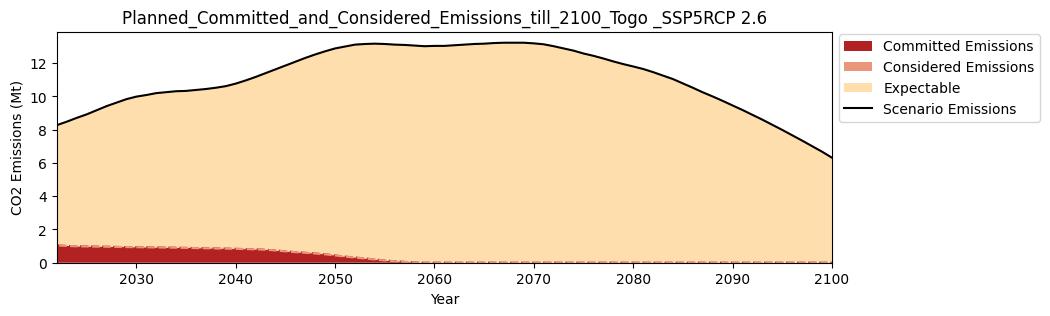 Planned_Committed_and_Considered_Emissions_till_2100_Togo _SSP5RCP 2.6
CO2 Emissions (Mt)
12
10
8
6
4
2
0
2030 2040 2050 2060 2070 2080 2090 2100
Year
Committed Emissions
Considered Emissions
Expectable
Scenario Emissions